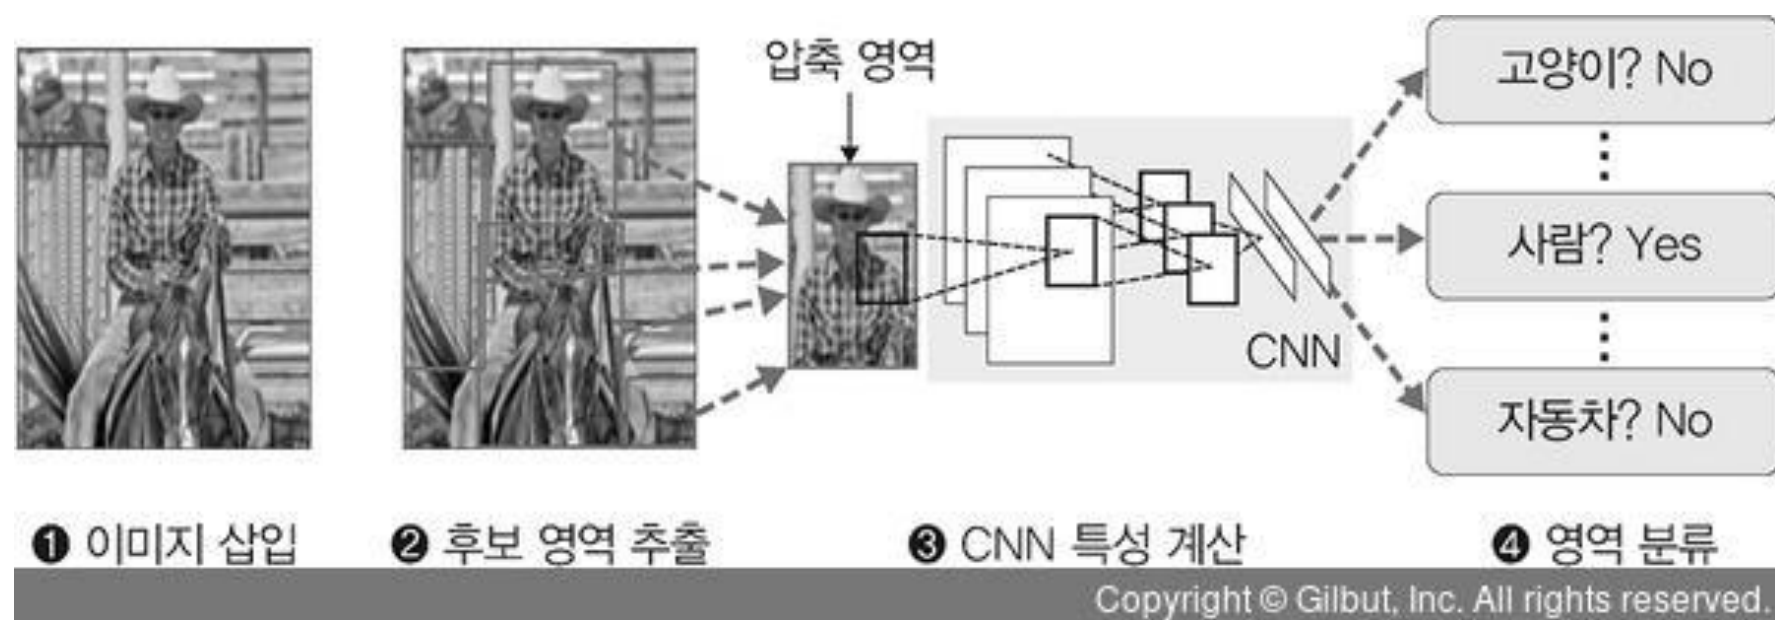 압축 영역
고양이? No
사람? Yes
CNN
자동차? No
❶ 이미지 삽입
❷ 후보 영역 추출
❸ CNN 특성 계산
❹ 영역 분류
Copyright © Gilbut, Inc. All rights reserved.